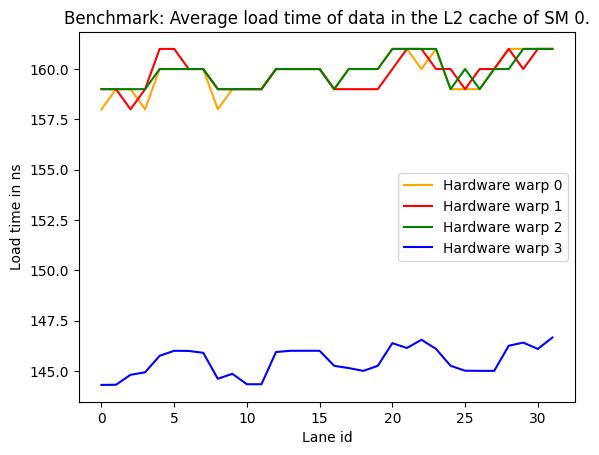 Benchmark: Average load time of data in the L2 cache of SM 0.
160.0
157.5
155.0
152.5
150.0
147.5
145.0
Load time in ns
Hardware warp 0
Hardware warp 1
Hardware warp 2
Hardware warp 3
0 5 10 15 20 25 30
Lane id